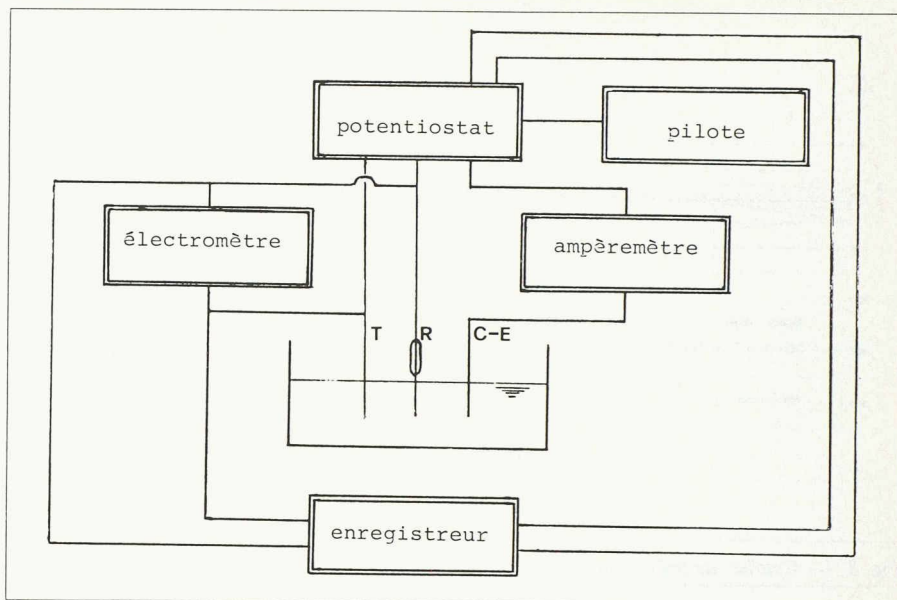 potentiostat
pilote
électromètre
ampèremètre
T R C-E
enregistreur